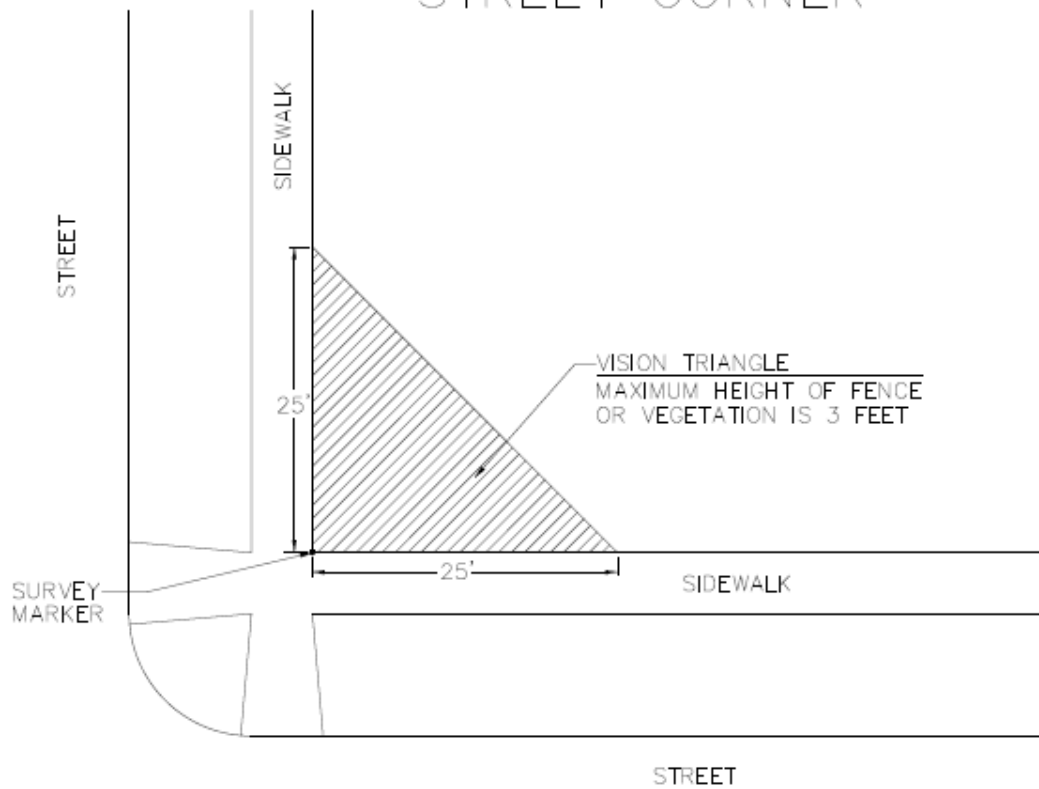 STREET CORNER
SIDEWALK
STREET
VISION TRIANGLE
MAXIMUM HEIGHT OF FENCE
OR VEGETATION IS 3 FEET
25'
25'
SURVEY
MARKER
SIDEWALK
STREET